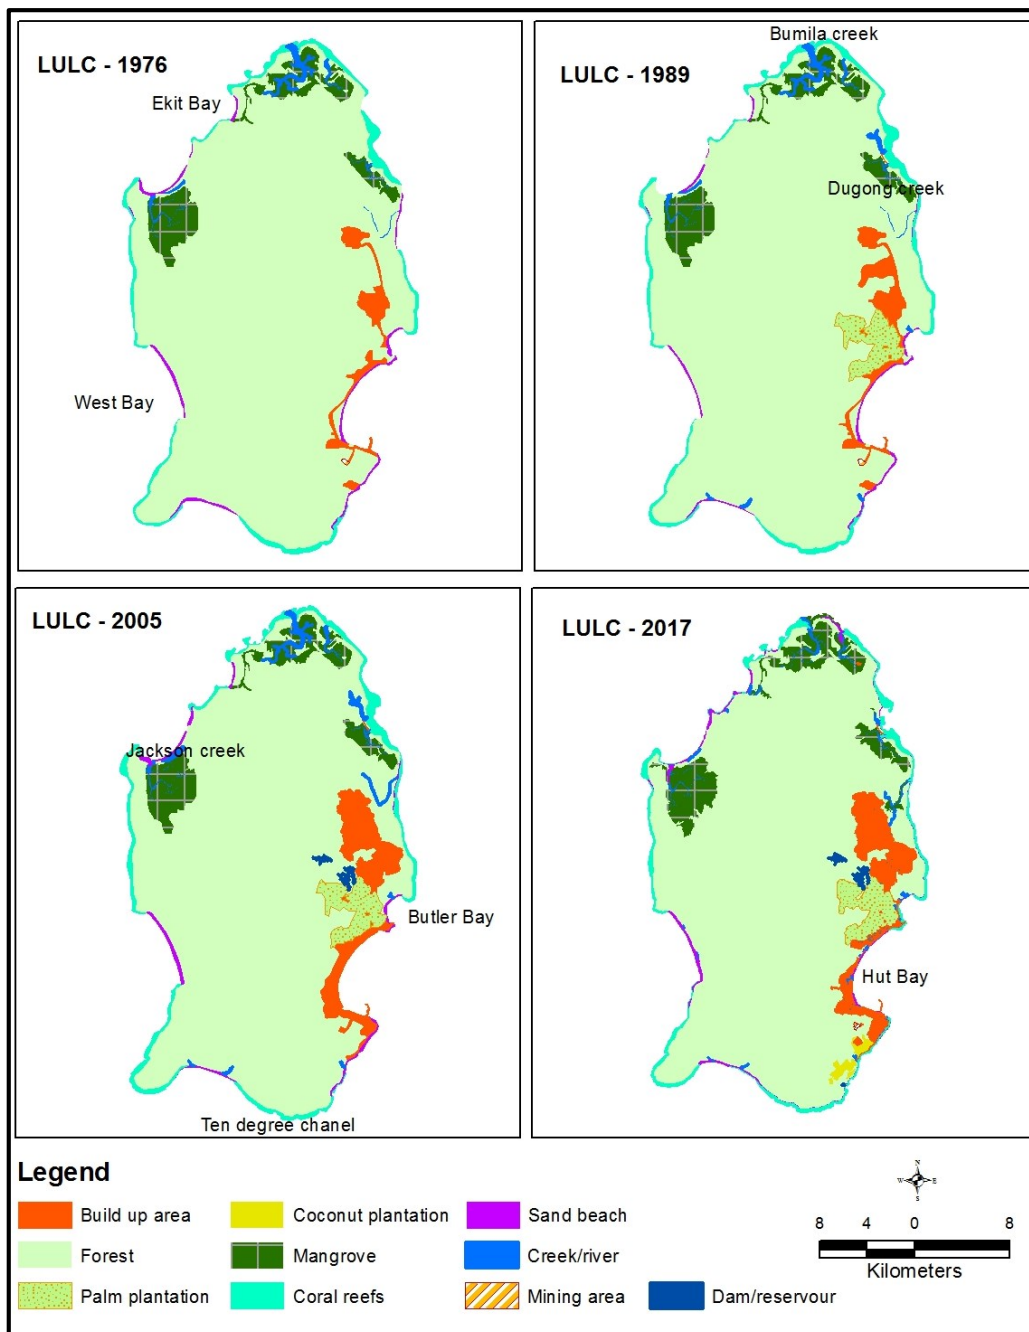 LULC - 1976
Ekit Bay
West Bay
LULC - 1989
Bumila creek
Dugong creek
LULC - 2005
Jackson creek
Butler Bay
Ten degree chanel
LULC - 2017
Hut Bay
Legend
Build up area
Coconut plantation
Sand beach
Forest
Mangrove
Creek/river
Palm plantation
Coral reefs
Mining area
Dam/reservour
N
W E
S
8 4 0 8
Kilometers